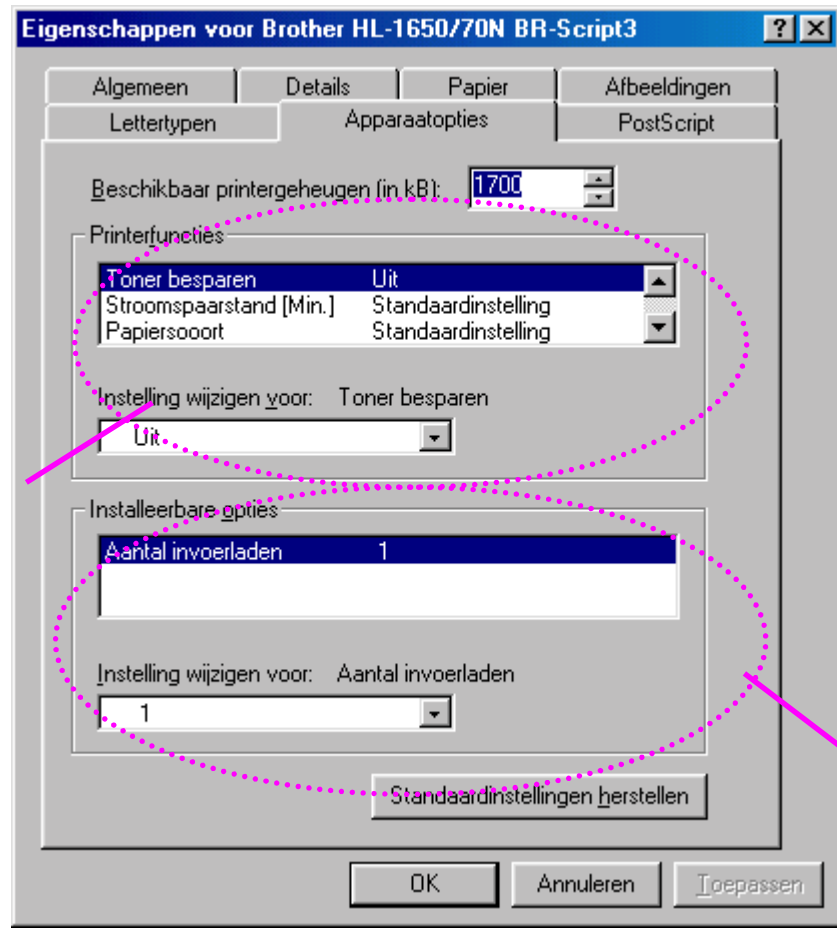 Eigenschappen voor Brother HL-1650/70N BR-Script3
Algemeen Details Papier Afbeeldingen
Lettertypen Apparaatopties PostScript
Beschikbaar printergeheugen (in kB): 1700
Printerfuncties
Toner besparen Uit
Stroomspaarstand [Min.] Standaardinstelling
Papiersooort Standaardinstelling
Instelling wijzigen voor: Toner besparen
Uit
Installeerbare opties
Aantal invoerladen 1
Instelling wijzigen voor: Aantal invoerladen
1
Standaardinstellingen herstellen
OK Annuleren Toepassen